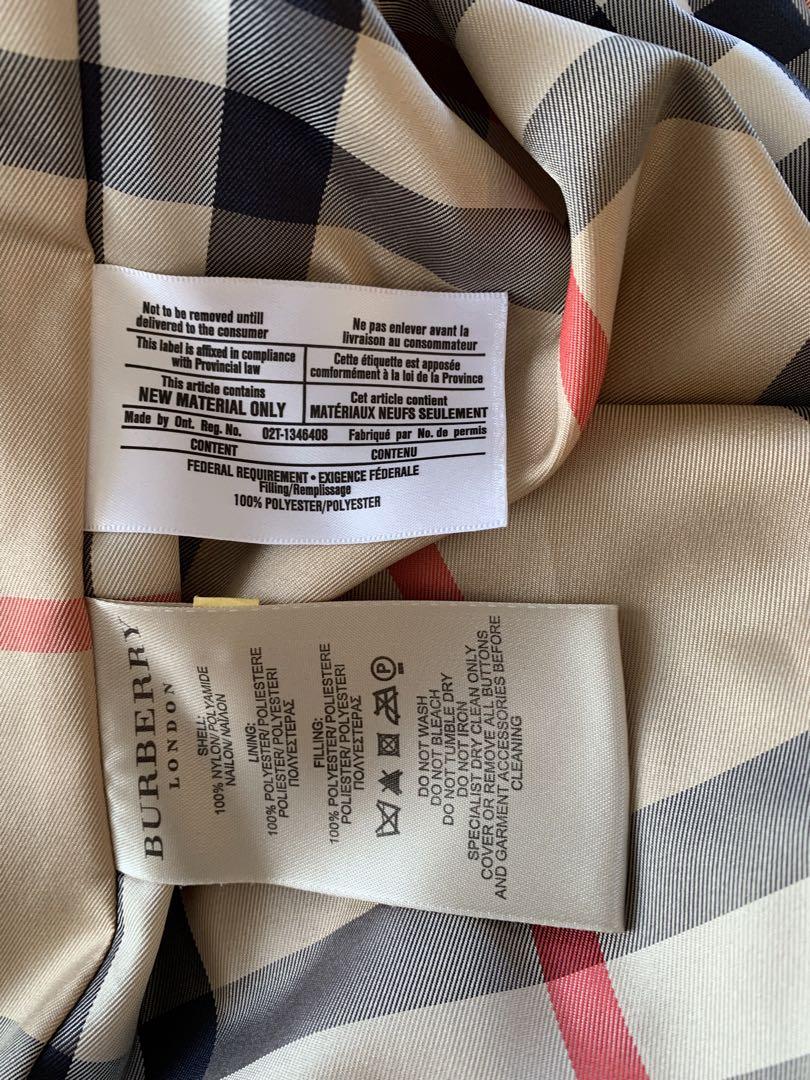 Not to be removed untill
delivered to the consumer
Ne pas enlever avant la
livraison au consommateur
This label is affixed in compliance
with Provincial law
Cette étiquette est apposée
conformément à la loi de la Province
This article contains
NEW MATERIAL ONLY
Cet article contient
MATÉRIAUX NEUFS SEULEMENT
Made by Ont. Reg. No. 02T-1346408 Fabriqué par No. de permis
CONTENT CONTENU
FEDERAL REQUIREMENT • EXIGENCE FÉDERALE
Filling/Remplissage
100% POLYESTER/POLYESTER
BURBERRY
LONDON
SHELL:
100% NYLON/POLYAMIDE
NAILON/ΝΑΪΛΟΝ
LINING:
100% POLYESTER/ POLIESTERE
POLIESTER/ POLYESTERI
ΠΟΛΥΕΣΤΕΡΑΣ
FILLING:
100% POLYESTER/ POLIESTERE
POLIESTER/ POLYESTERI
ΠΟΛΥΕΣΤΕΡΑΣ
P
DO NOT WASH
DO NOT BLEACH
DO NOT TUMBLE DRY
DO NOT IRON
SPECIALIST DRY CLEAN ONLY
COVER OR REMOVE ALL BUTTONS
AND GARMENT ACCESSORIES BEFORE
CLEANING